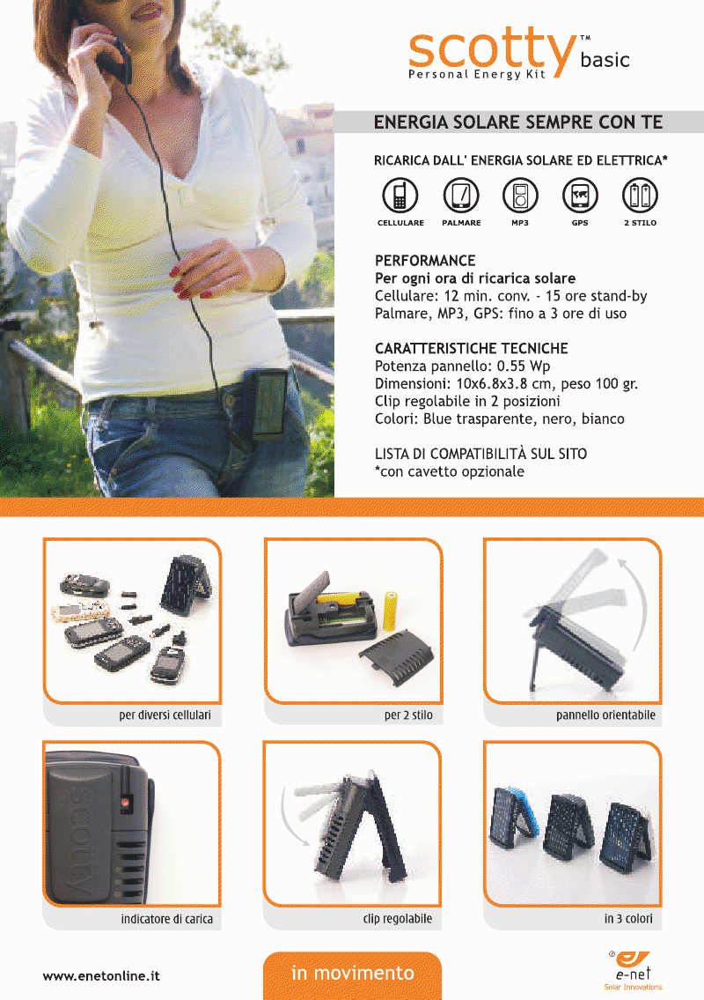 scotty™ basic
Personal Energy Kit
ENERGIA SOLARE SEMPRE CON TE
RICARICA DALL' ENERGIA SOLARE ED ELETTRICA*
CELLULARE PALMARE MP3 GPS 2 STILO
PERFORMANCE
Per ogni ora di ricarica solare
Cellulare: 12 min. conv. - 15 ore stand-by
Palmare, MP3, GPS: fino a 3 ore di uso
CARATTERISTICHE TECNICHE
Potenza pannello: 0.55 Wp
Dimensioni: 10x6.8x3.8 cm, peso 100 gr.
Clip regolabile in 2 posizioni
Colori: Blue trasparente, nero, bianco
LISTA DI COMPATIBILITÀ SUL SITO
*con cavetto opzionale
per diversi cellulari
per 2 stilo
pannello orientabile
scotty
indicatore di carica
clip regolabile
in 3 colori
www.enetonline.it
in movimento
® e-net
Solar Innovations